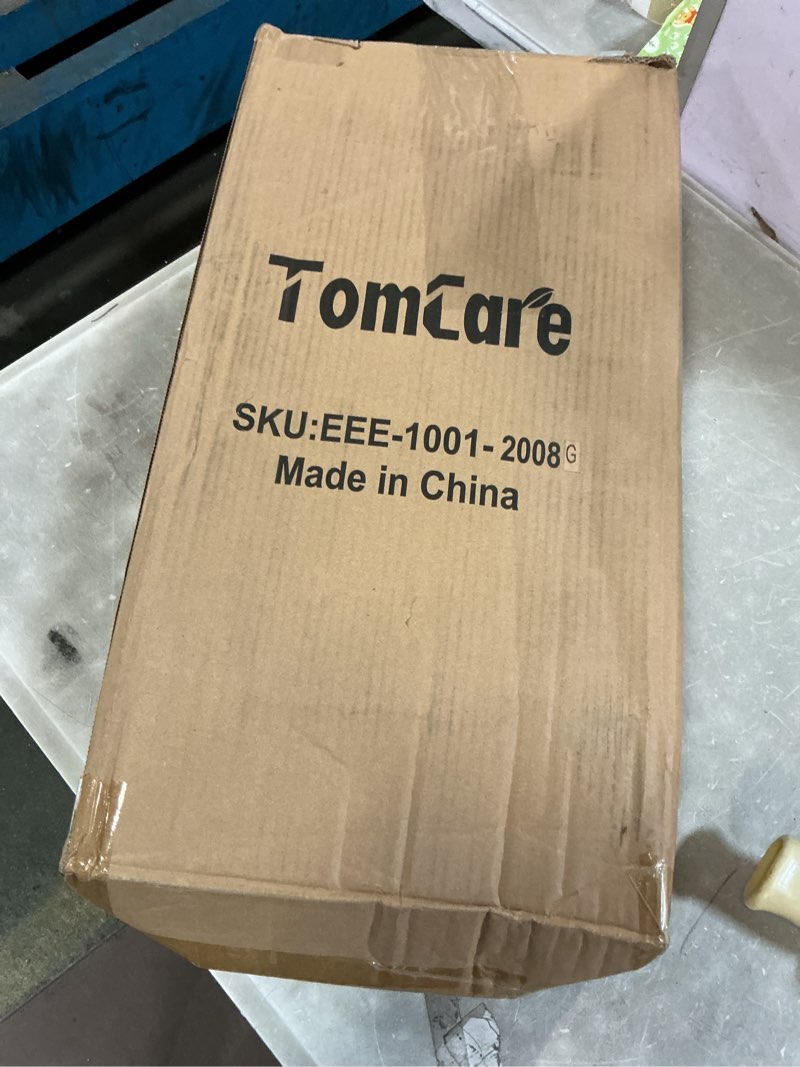 TomCare
SKU:EEE-1001-2008G
Made in China